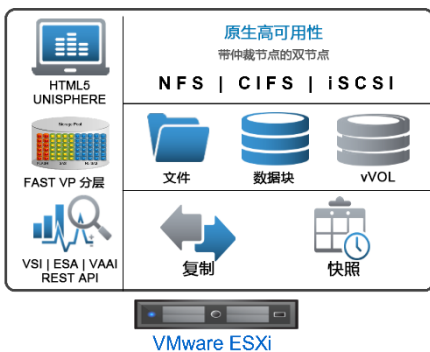 原生高可用性
带仲裁节点的双节点
NFS | CIFS | iSCSI
HTML5
UNISPHERE
FAST VP 分层
文件
数据块
vVOL
VSI | ESA | VAAI
REST API
复制
快照
VMware ESXi